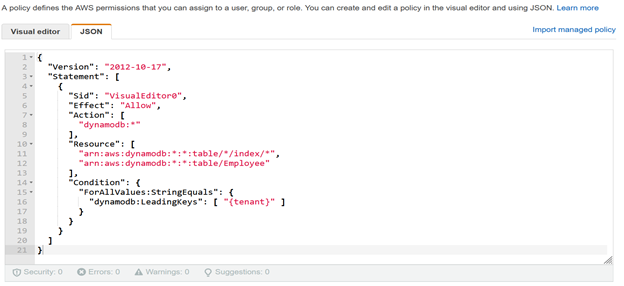 A policy defines the AWS permissions that you can assign to a user, group, or role. You can create and edit a policy in the visual editor and using JSON. Learn more
Visual editor JSON Import managed policy
1 {
2 "Version": "2012-10-17",
3 "Statement": [
4 {
5 "Sid": "VisualEditor0",
6 "Effect": "Allow",
7 "Action": [
8 "dynamodb:*"
9 ],
10 "Resource": [
11 "arn:aws:dynamodb:*:*:table/*/index/*",
12 "arn:aws:dynamodb:*:*:table/Employee"
13 ],
14 "Condition": {
15 "ForAllValues:StringEquals": {
16 "dynamodb:LeadingKeys": [ "{tenant}" ]
17 }
18 }
19 }
20 ]
21 }
Security: 0 Errors: 0 Warnings: 0 Suggestions: 0